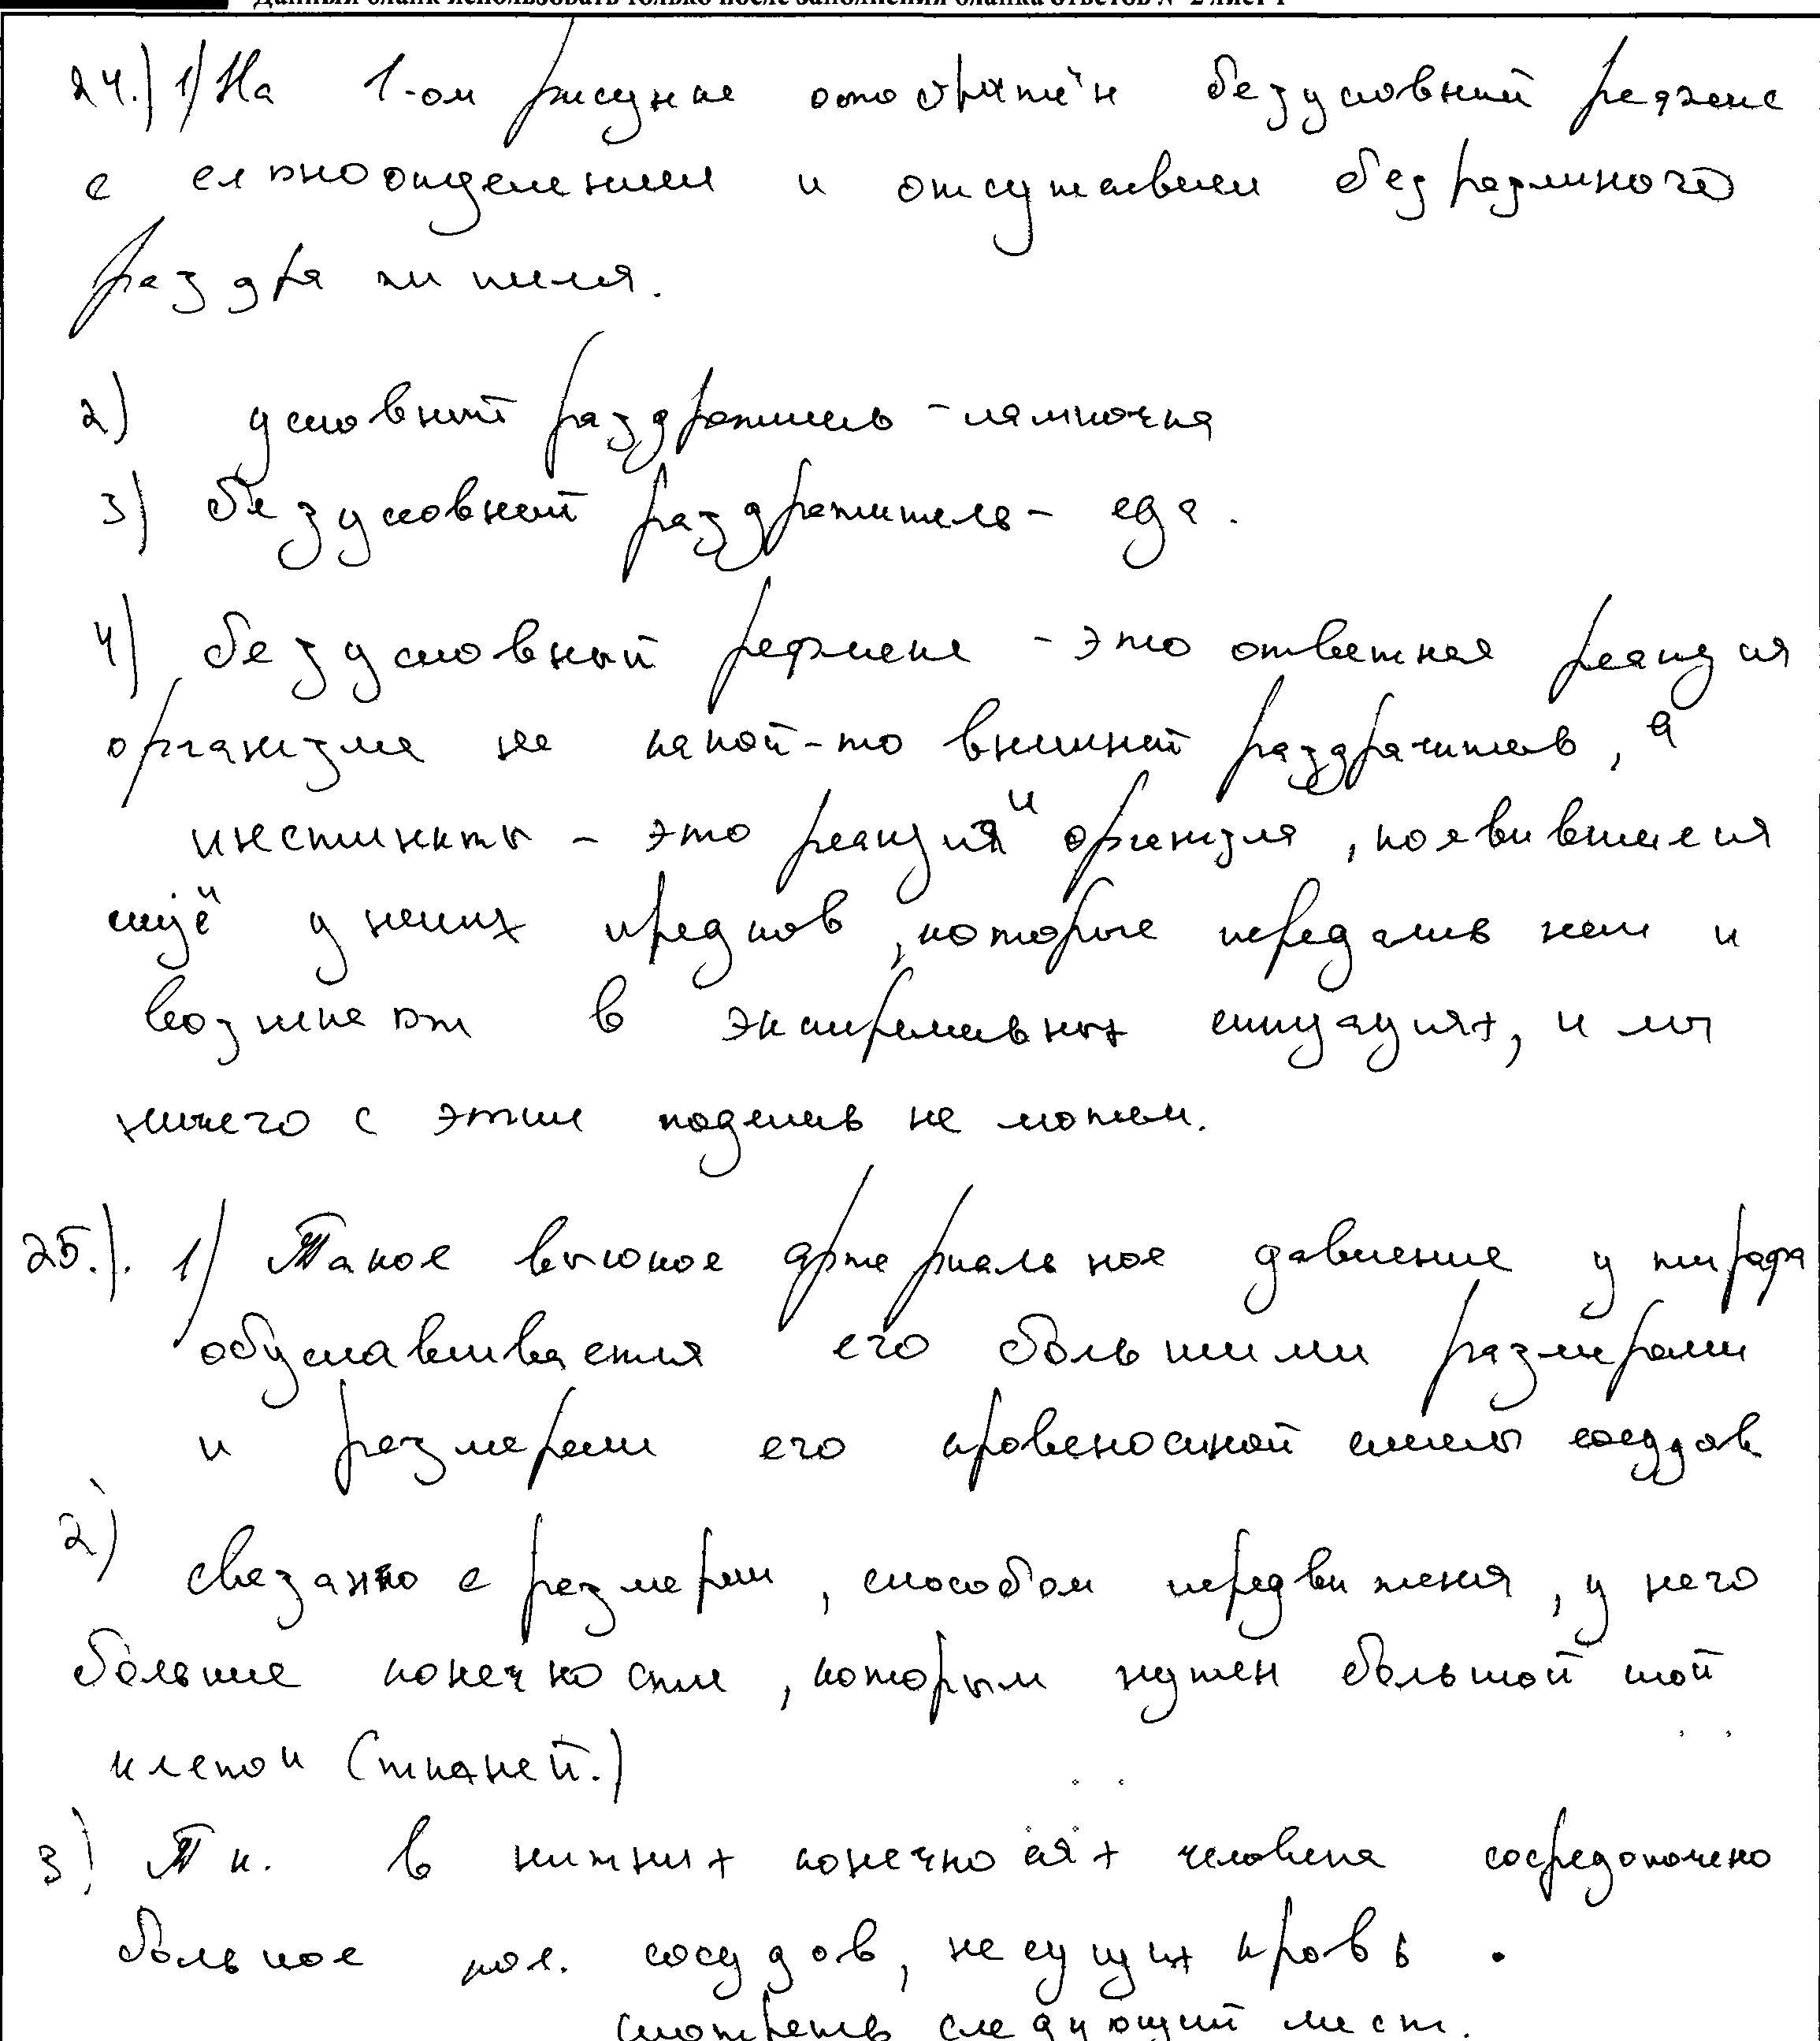 Данный бланк использовать только после заполнения бланка ответов № 2 лист 1
24.) 1) На 1-ом рисунке отображён безусловный рефлекс
с слюноотделением и отсутствием безразличного
раздражителя.
2) условный раздражитель - лампочка
3) безусловный раздражитель - еда.
4) безусловный рефлекс - это ответная реакция
организма на какой-то внешний раздражитель, а
инстинкты - это реакции организма, появившиеся
ещё у наших предков, которые передались нам и
возникают в экстремальных ситуациях, и мы
ничего с этим поделать не можем.
25.). 1) Такое высокое артериальное давление у жирафа
обуславливается его большими размерами
и размерами его кровеносной системы сосудов
2) связанно с размерами, способом передвижения, у него
большие конечности, которым нужен большой слой
клеток (тканей.)
3) Т к. в нижних конечностях человека сосредоточено
большое кол. сосудов, несущих кровь.
смотреть следующий лист.